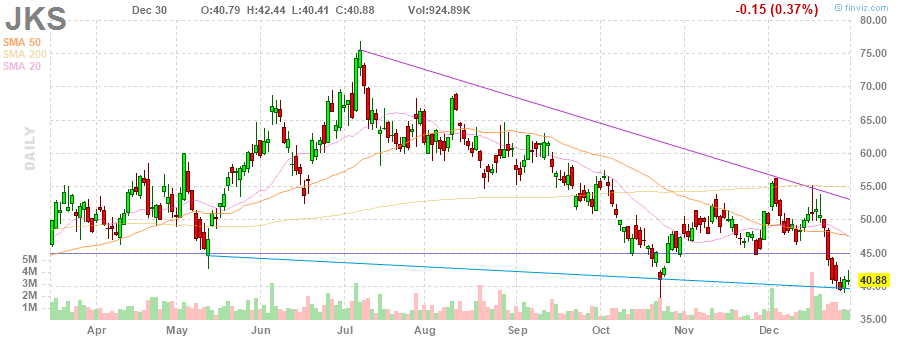 JKS
Dec 30 O:40.79 H:42.44 L:40.41 C:40.88 Vol:924.89K -0.15 (0.37%) finviz.com
SMA 50
SMA 200
SMA 20
DAILY
80.00
75.00
70.00
65.00
60.00
55.00
50.00
45.00
40.88
35.00
5M
4M
3M
2M
1M
Apr May Jun Jul Aug Sep Oct Nov Dec